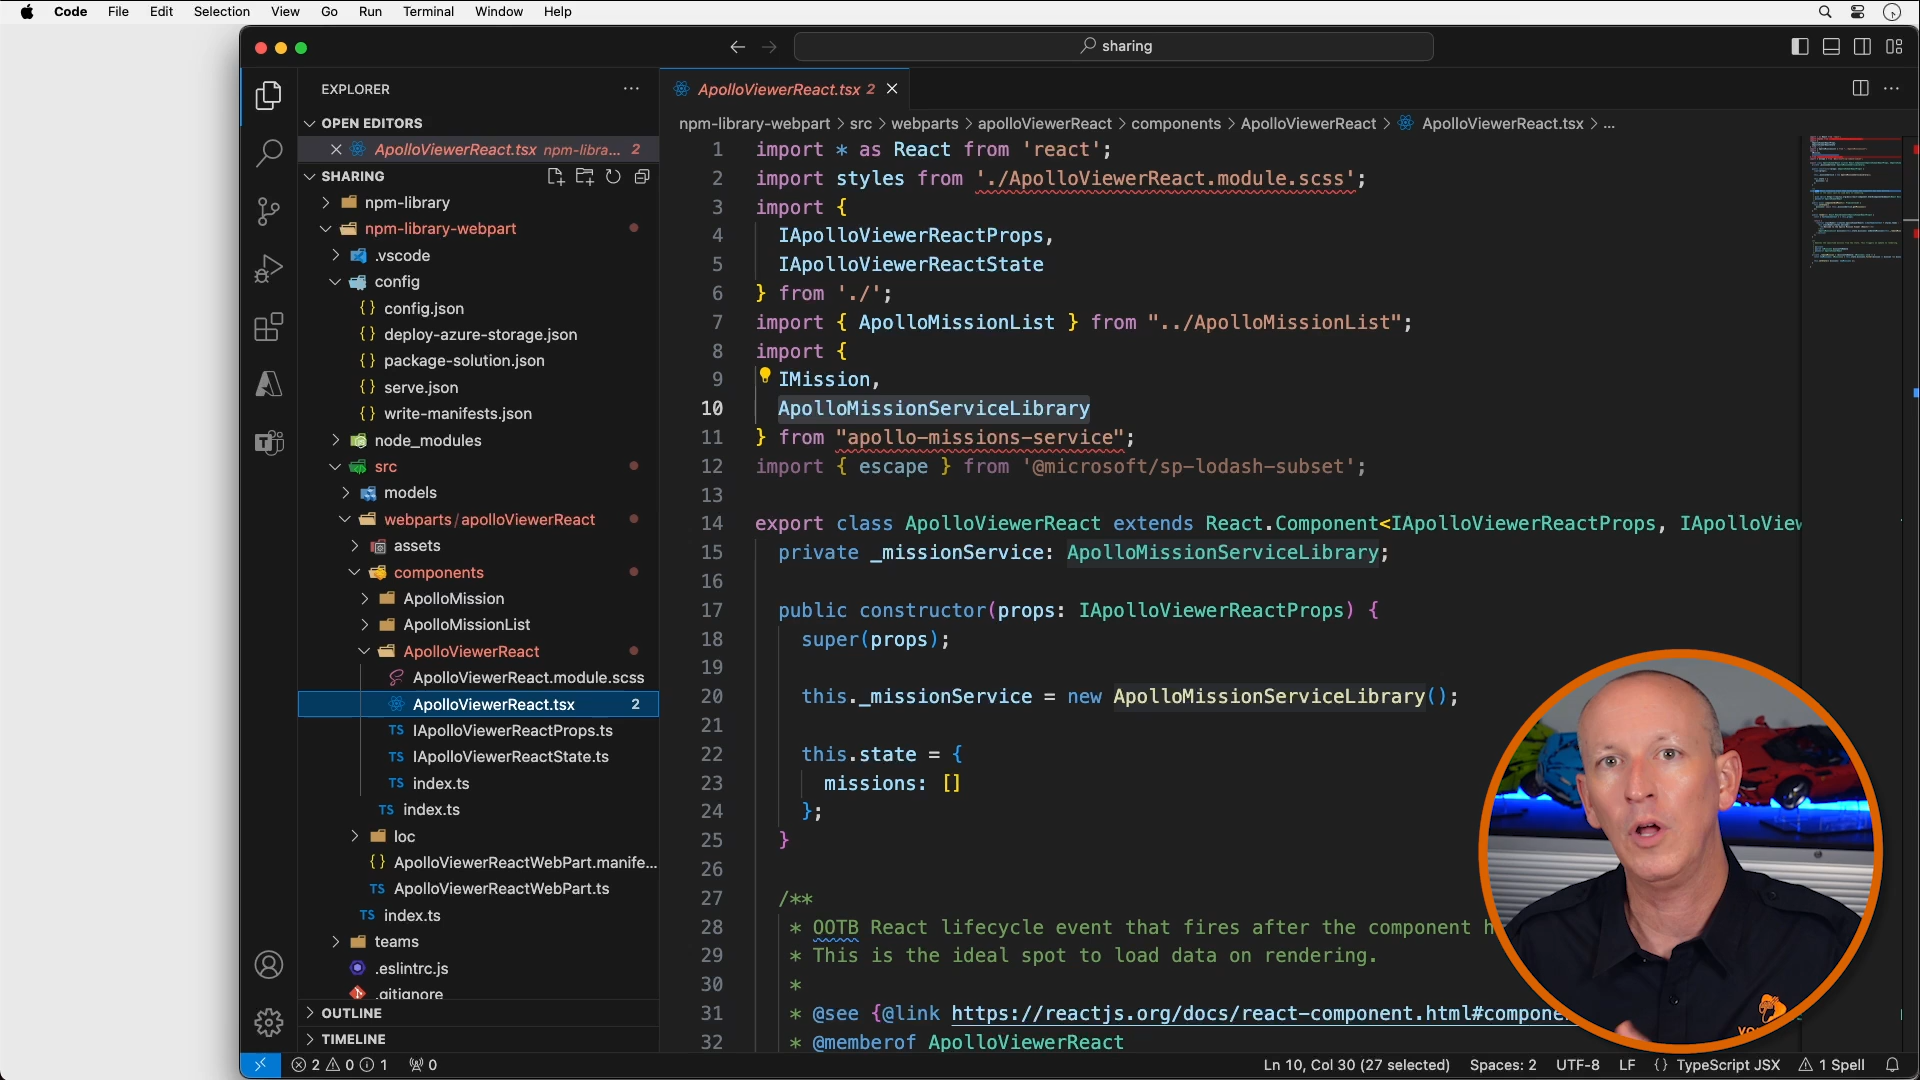 Code File Edit Selection View Go Run Terminal Window Help
sharing
EXPLORER
ApolloViewerReact.tsx 2
OPEN EDITORS
npm-library-webpart > src > webparts > apolloViewerReact > components > ApolloViewerReact > ApolloViewerReact.tsx > ...
ApolloViewerReact.tsx npm-libra... 2
SHARING
npm-library
npm-library-webpart
.vscode
config
config.json
deploy-azure-storage.json
package-solution.json
serve.json
write-manifests.json
node_modules
src
models
webparts/apolloViewerReact
assets
components
ApolloMission
ApolloMissionList
ApolloViewerReact
ApolloViewerReact.module.scss
ApolloViewerReact.tsx 2
TS IApolloViewerReactProps.ts
TS IApolloViewerReactState.ts
TS index.ts
TS index.ts
loc
{} ApolloViewerReactWebPart.manife...
TS ApolloViewerReactWebPart.ts
TS index.ts
teams
.eslintrc.js
.gitignore
OUTLINE
TIMELINE
1 import * as React from 'react';
2 import styles from './ApolloViewerReact.module.scss';
3 import {
4 IApolloViewerReactProps,
5 IApolloViewerReactState
6 } from './';
7 import { ApolloMissionList } from "../ApolloMissionList";
8 import {
9 IMission,
10 ApolloMissionServiceLibrary
11 } from "apollo-missions-service";
12 import { escape } from '@microsoft/sp-lodash-subset';
13
14 export class ApolloViewerReact extends React.Component<IApolloViewerReactProps, IApolloView
15 private _missionService: ApolloMissionServiceLibrary;
16
17 public constructor(props: IApolloViewerReactProps) {
18 super(props);
19
20 this._missionService = new ApolloMissionServiceLibrary();
21
22 this.state = {
23 missions: []
24 };
25 }
26
27 /**
28 * OOTB React lifecycle event that fires after the component h
29 * This is the ideal spot to load data on rendering.
30 *
31 * @see {@link https://reactjs.org/docs/react-component.html#compone
32 * @memberof ApolloViewerReact
2 0 1 0
Ln 10, Col 30 (27 selected) Spaces: 2 UTF-8 LF {} TypeScript JSX 1 Spell